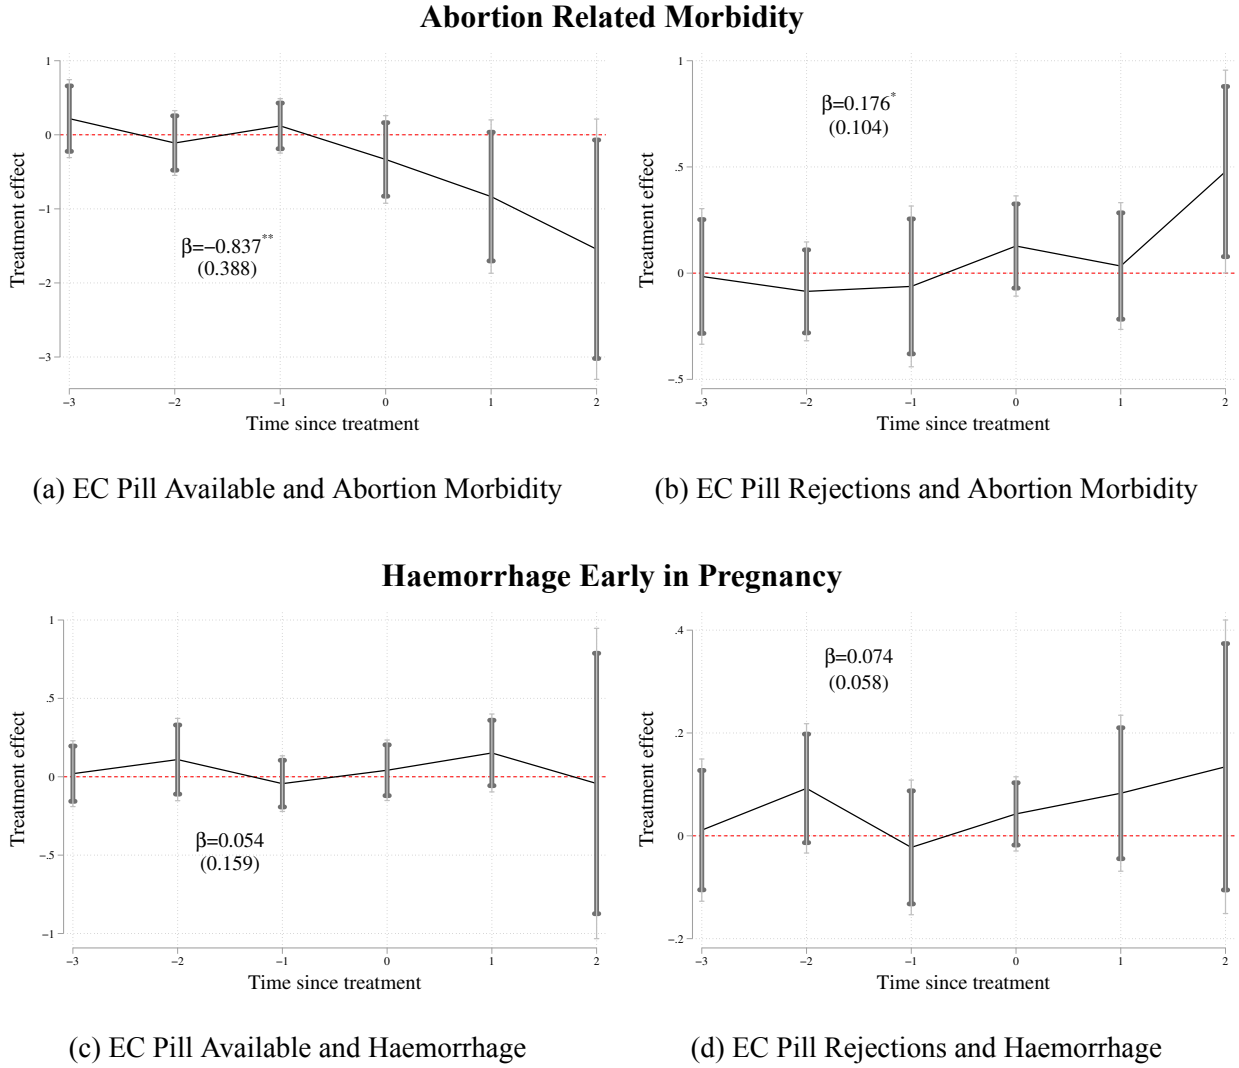 Abortion Related Morbidity
1
0
−1
−2
−3
Treatment effect
β=−0.837**
(0.388)
−3 −2 −1 0 1 2
Time since treatment
(a) EC Pill Available and Abortion Morbidity
1
.5
0
-.5
Treatment effect
β=0.176*
(0.104)
−3 −2 −1 0 1 2
Time since treatment
(b) EC Pill Rejections and Abortion Morbidity
Haemorrhage Early in Pregnancy
1
.5
0
-.5
−1
Treatment effect
β=0.054
(0.159)
−3 −2 −1 0 1 2
Time since treatment
(c) EC Pill Available and Haemorrhage
.4
.2
0
-.2
Treatment effect
β=0.074
(0.058)
−3 −2 −1 0 1 2
Time since treatment
(d) EC Pill Rejections and Haemorrhage